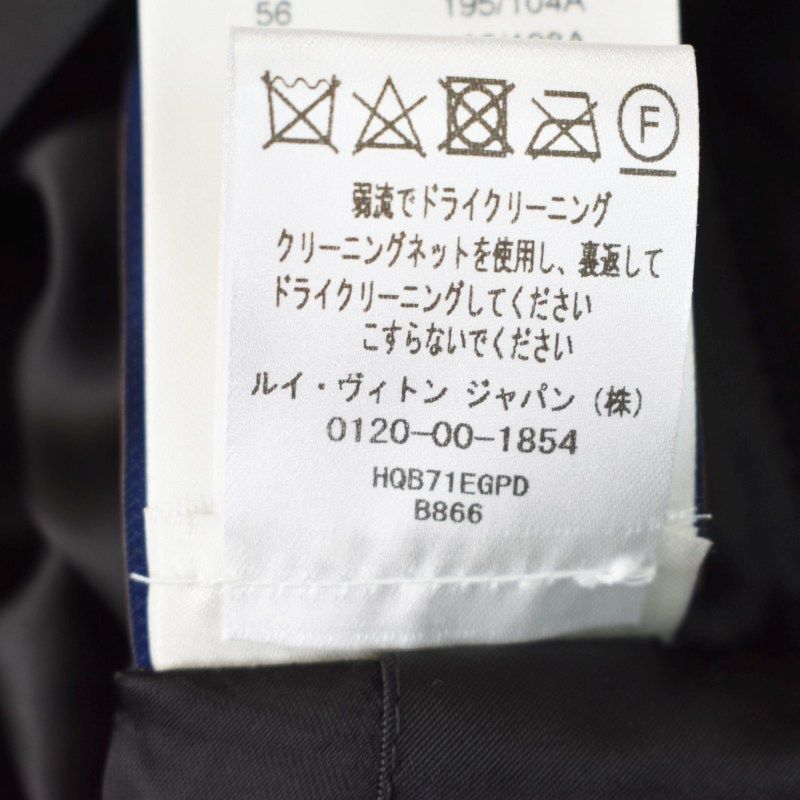 56 195/104A
F
弱流でドライクリーニング
クリーニングネットを使用し、裏返して
ドライクリーニングしてください
こすらないでください
ルイ・ヴィトン ジャパン (株)
0120-00-1854
HQB71EGPD
B866